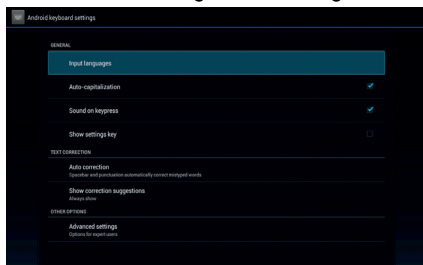 Android keyboard settings
GENERAL
Input languages
Auto-capitalization
Sound on keypress
Show settings key
TEXT CORRECTION
Auto correction
Spacebar and punctuation automatically correct mistyped words
Show correction suggestions
Always show
OTHER OPTIONS
Advanced settings
Options for expert users